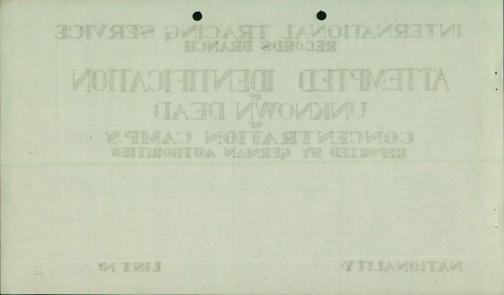 INTERNATIONAL TRACING SERVICE
RECORDS BRANCH
ATTEMPTED IDENTIFICATION
OF
UNKNOWN DEAD
OF
CONCENTRATION CAMPS
REPORTED BY GERMAN AUTHORITIES
NATIONALITY LIST Nº